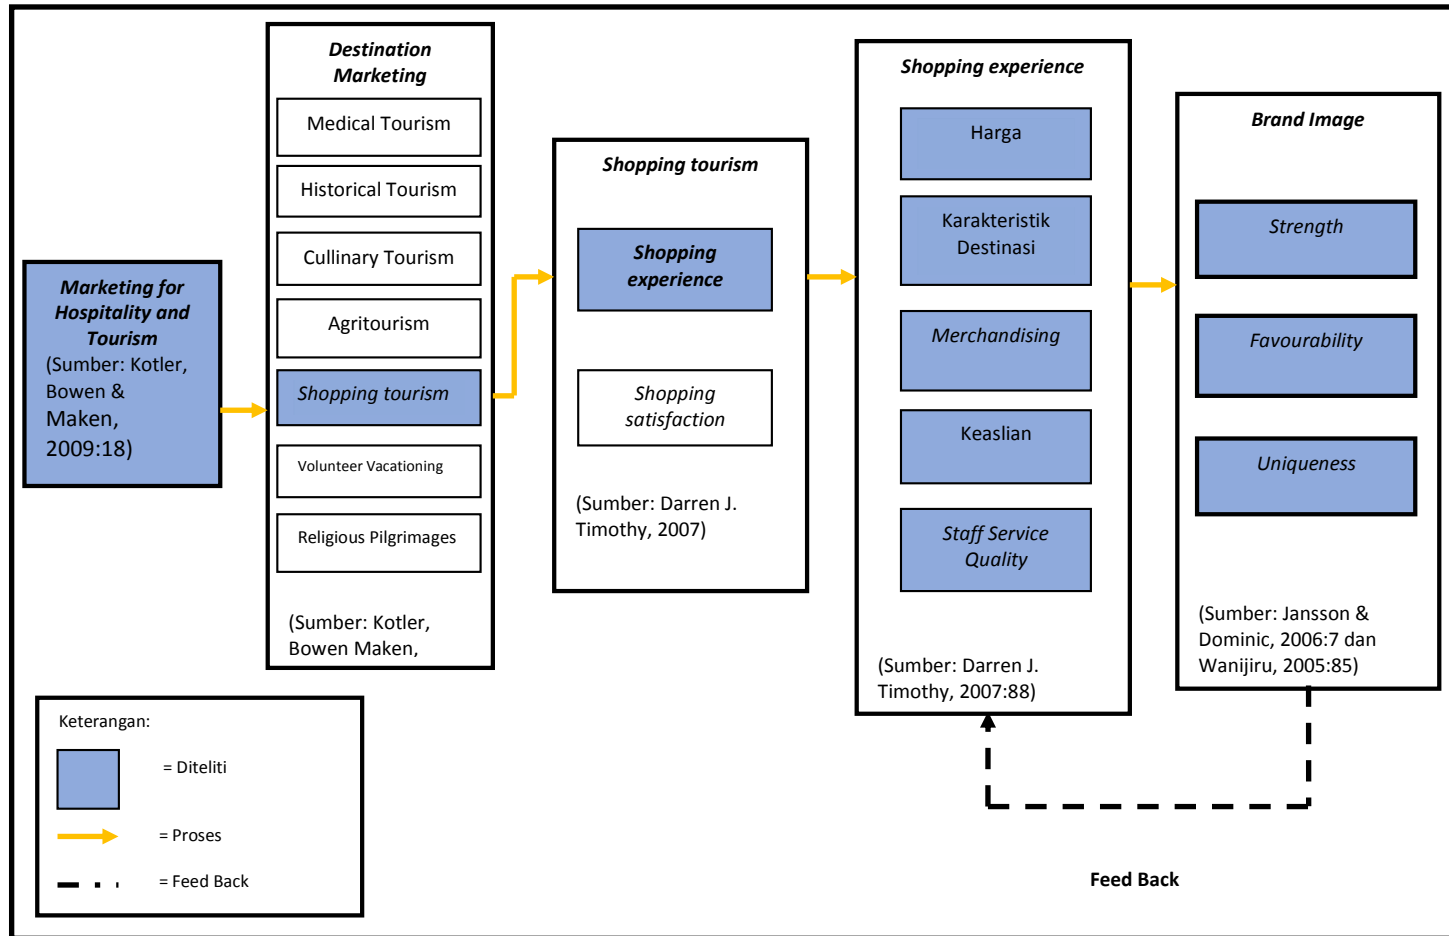 Marketing for
Hospitality and
Tourism
(Sumber: Kotler,
Bowen &
Maken,
2009:18)
Destination
Marketing
Medical Tourism
Historical Tourism
Cullinary Tourism
Agritourism
Shopping tourism
Volunteer Vacationing
Religious Pilgrimages
(Sumber: Kotler,
Bowen Maken,
Shopping tourism
Shopping
experience
Shopping
satisfaction
(Sumber: Darren J.
Timothy, 2007)
Shopping experience
Harga
Karakteristik
Destinasi
Merchandising
Keaslian
Staff Service
Quality
(Sumber: Darren J.
Timothy, 2007:88)
Brand Image
Strength
Favourability
Uniqueness
(Sumber: Jansson &
Dominic, 2006:7 dan
Wanijiru, 2005:85)
Keterangan:
= Diteliti
= Proses
= Feed Back
Feed Back